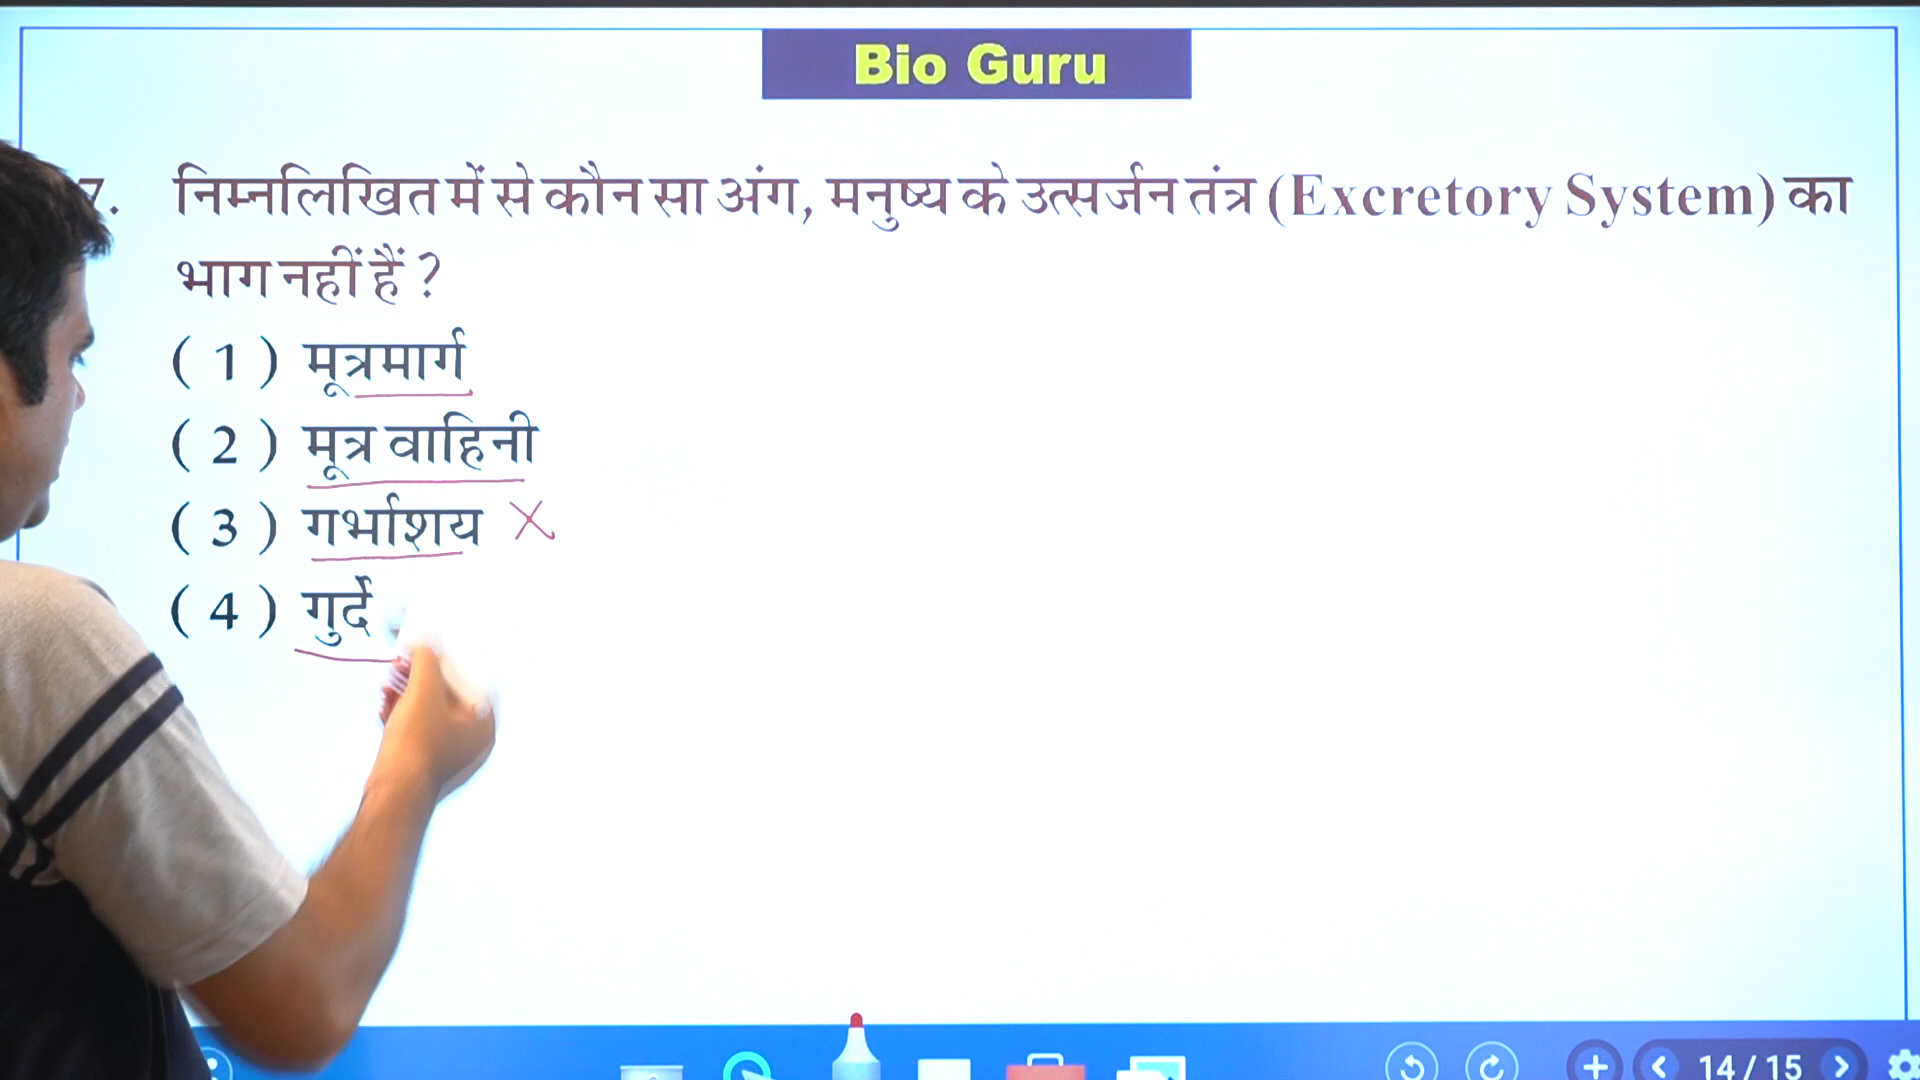 Bio Guru
7. निम्नलिखित में से कौन सा अंग, मनुष्य के उत्सर्जन तंत्र (Excretory System) का
भाग नहीं हैं ?
( 1 ) मूत्रमार्ग
( 2 ) मूत्र वाहिनी
( 3 ) गर्भाशय X
( 4 ) गुर्दे
14 / 15